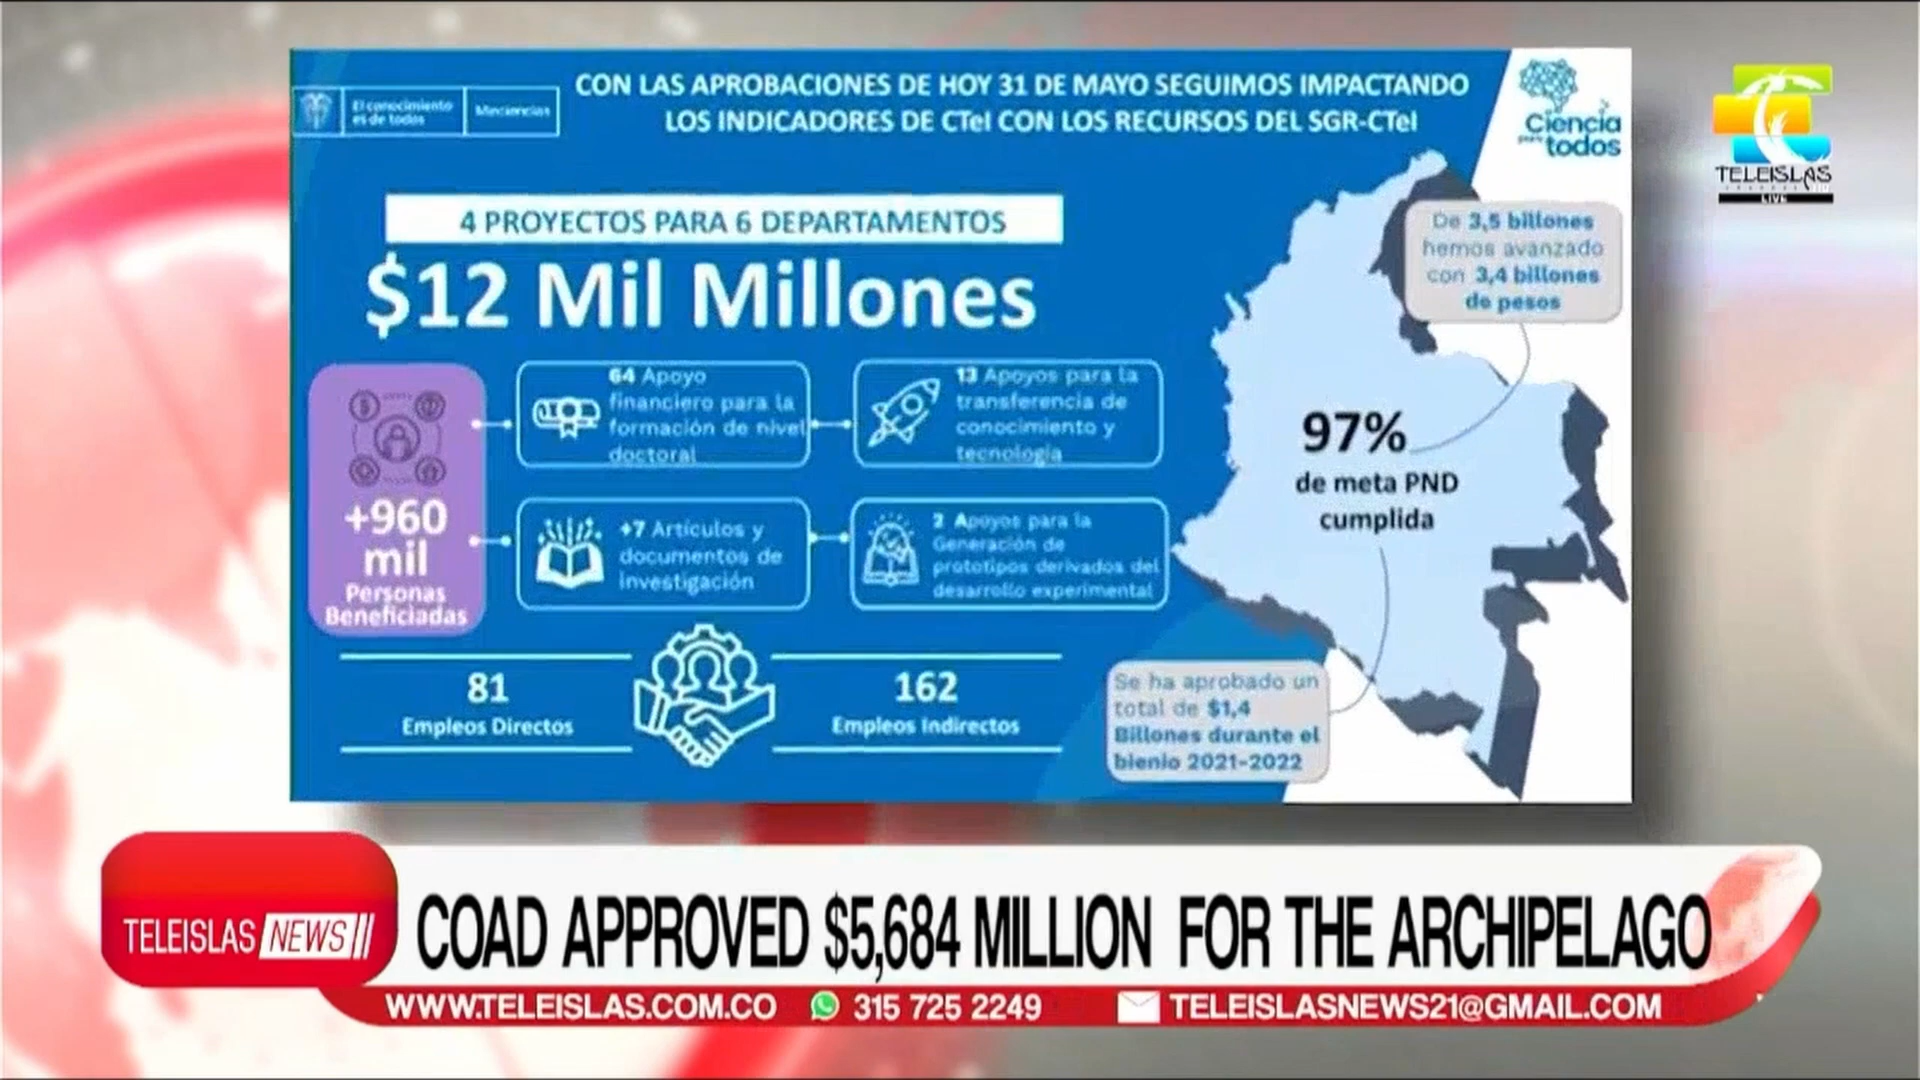 CON LAS APROBACIONES DE HOY 31 DE MAYO SEGUIMOS IMPACTANDO
LOS INDICADORES DE CTeI CON LOS RECURSOS DEL SGR-CTeI
El conocimiento
es de todos
Minciencias
Ciencia
para todos
TELEISLAS
LIVE
4 PROYECTOS PARA 6 DEPARTAMENTOS
$12 Mil Millones
De 3,5 billones
hemos avanzado
con 3,4 billones
de pesos
+960
mil
Personas
Beneficiadas
64 Apoyo
financiero para la
formación de nivel
doctoral
13 Apoyos para la
transferencia de
conocimiento y
tecnología
+7 Artículos y
documentos de
investigación
2 Apoyos para la
Generación de
prototipos derivados del
desarrollo experimental
97%
de meta PND
cumplida
81
Empleos Directos
162
Empleos Indirectos
Se ha aprobado un
total de $1,4
Billones durante el
bienio 2021-2022
TELEISLAS NEWS
COAD APPROVED $5,684 MILLION FOR THE ARCHIPELAGO
WWW.TELEISLAS.COM.CO 315 725 2249 TELEISLASNEWS21@GMAIL.COM